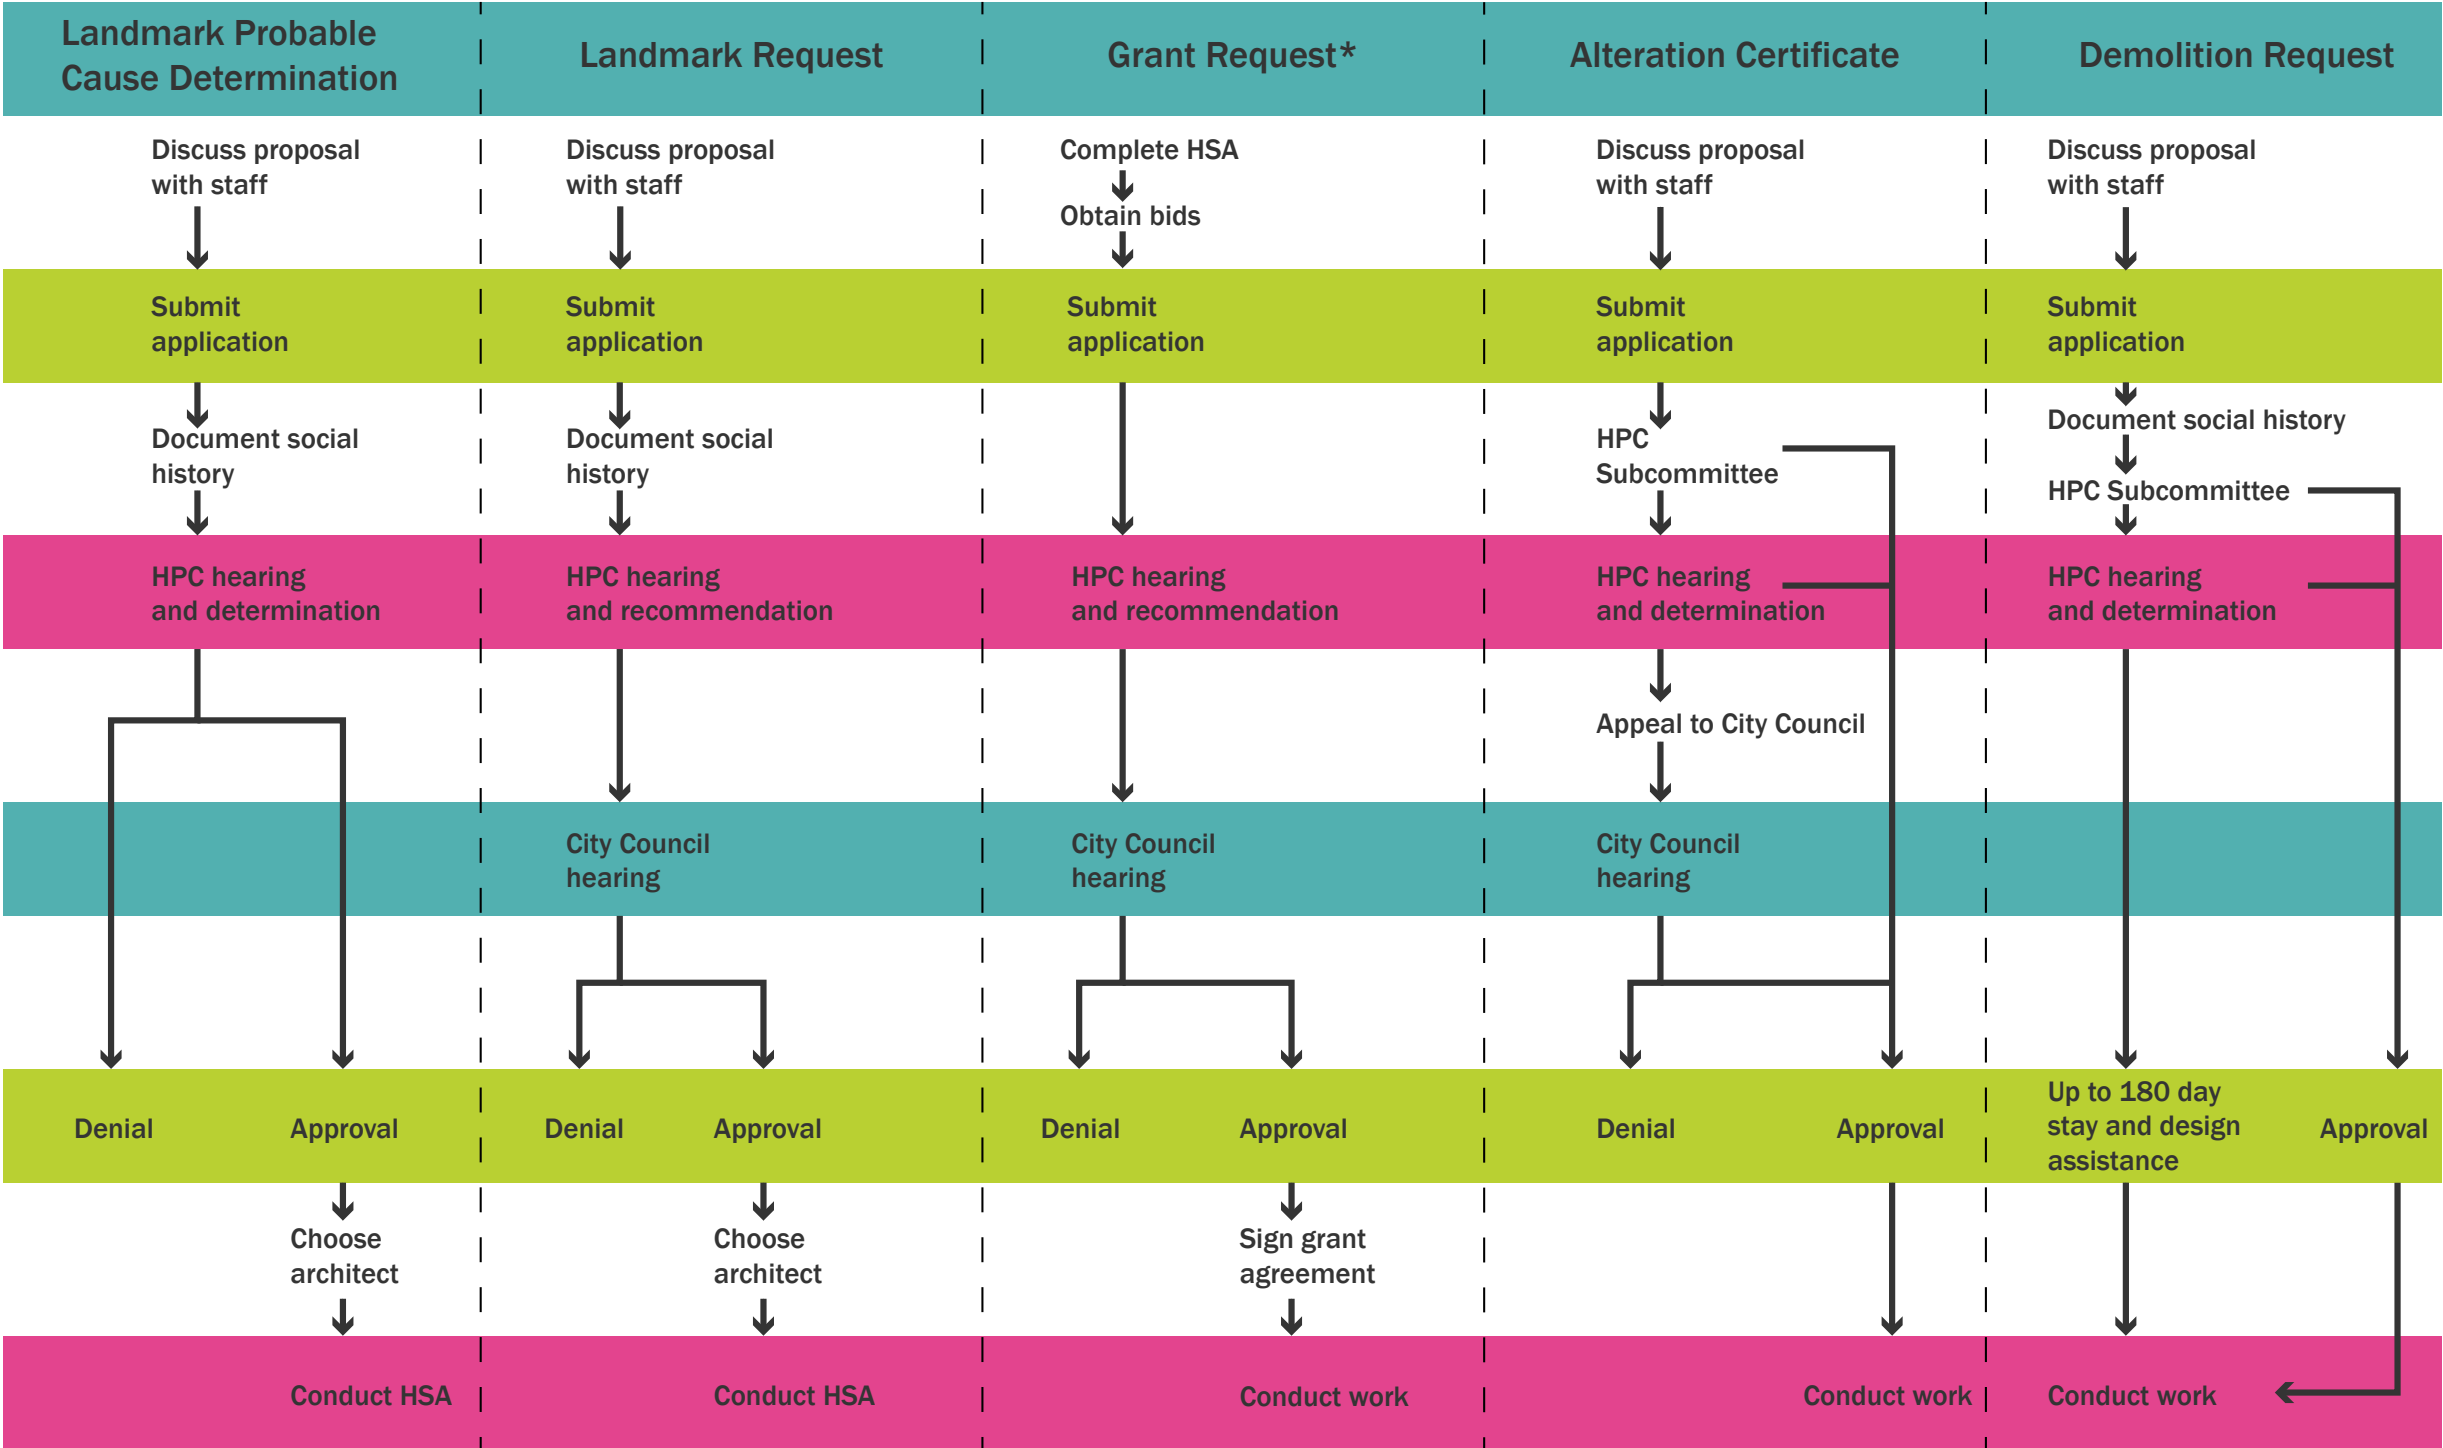 Landmark Probable
Cause Determination
Landmark Request
Grant Request*
Alteration Certificate
Demolition Request
Discuss proposal
with staff
Discuss proposal
with staff
Complete HSA
Obtain bids
Discuss proposal
with staff
Discuss proposal
with staff
Submit
application
Submit
application
Submit
application
Submit
application
Submit
application
Document social
history
Document social
history
HPC
Subcommittee
Document social history
HPC Subcommittee
HPC hearing
and determination
HPC hearing
and recommendation
HPC hearing
and recommendation
HPC hearing
and determination
HPC hearing
and determination
Appeal to City Council
City Council
hearing
City Council
hearing
City Council
hearing
Denial
Approval
Denial
Approval
Denial
Approval
Denial
Approval
Up to 180 day
stay and design
assistance
Approval
Choose
architect
Choose
architect
Sign grant
agreement
Conduct HSA
Conduct HSA
Conduct work
Conduct work
Conduct work